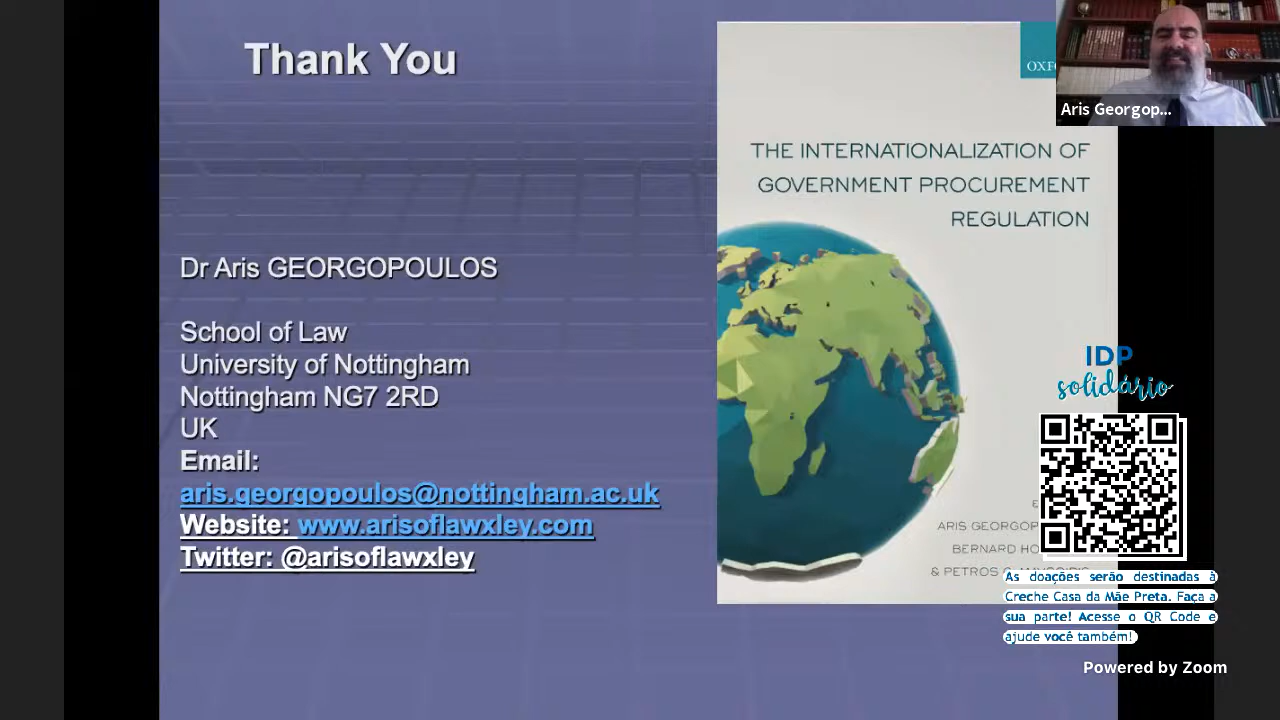 Thank You
Dr Aris GEORGOPOULOS
School of Law
University of Nottingham
Nottingham NG7 2RD
UK
Email:
aris.georgopoulos@nottingham.ac.uk
Website: www.arisoflawxley.com
Twitter: @arisoflawxley
THE INTERNATIONALIZATION OF
GOVERNMENT PROCUREMENT
REGULATION
ARIS
BERNARD
& PETROS
Aris Georgop...
IDP
solidário
As doações serão destinadas à
Creche Casa da Mãe Preta. Faça a
sua parte! Acesse o QR Code e
ajude você também!
Powered by Zoom